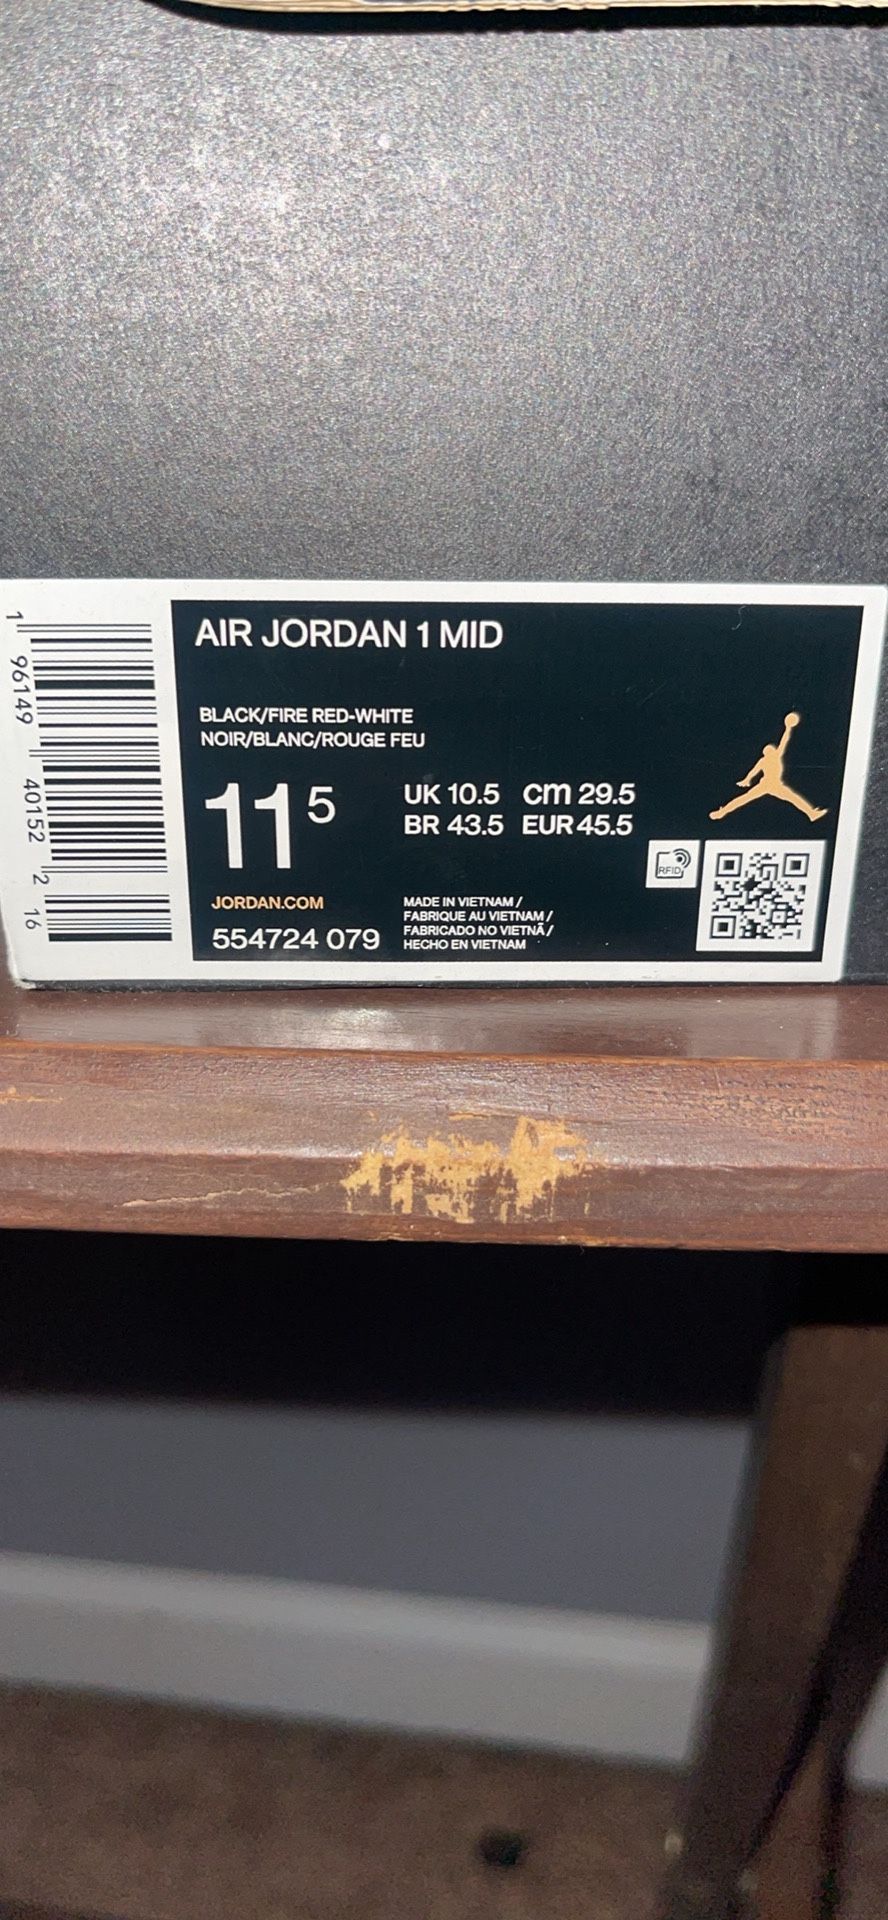 AIR JORDAN 1 MID
BLACK/FIRE RED-WHITE
NOIR/BLANC/ROUGE FEU
11 5
UK 10.5 cm 29.5
BR 43.5 EUR 45.5
RFID
JORDAN.COM
554724 079
MADE IN VIETNAM /
FABRIQUE AU VIETNAM /
FABRICADO NO VIETNÃ /
HECHO EN VIETNAM
1 96149 40152 2 16